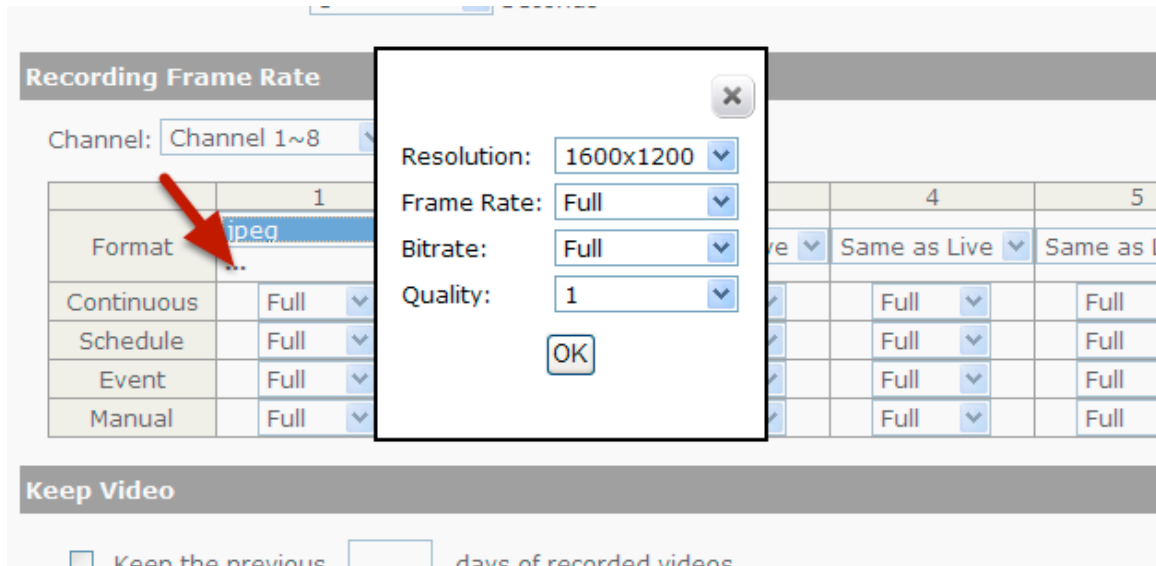 Recording Frame Rate
Channel: Channel 1~8
Resolution: 1600x1200
Frame Rate: Full
Bitrate: Full
Quality: 1
OK
1 4 5
Format jpeg Same as Live Same as
...
Continuous Full Full Full
Schedule Full Full Full
Event Full Full Full
Manual Full Full Full
Keep Video
Keep the previous days of recorded videos